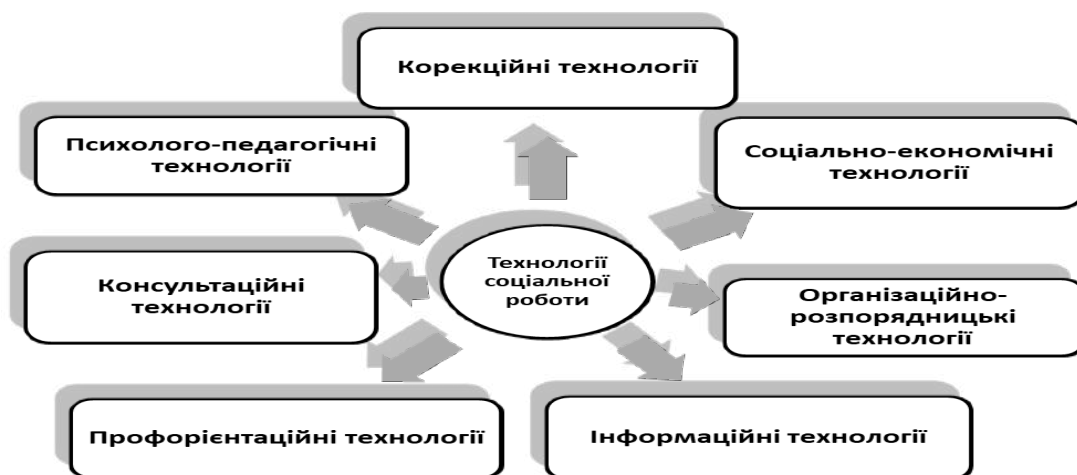 Корекційні технології
Психолого-педагогічні
технології
Соціально-економічні
технології
Технології
соціальної
роботи
Консультаційні
технології
Організаційно-
розпорядницькі
технології
Профорієнтаційні технології
Інформаційні технології